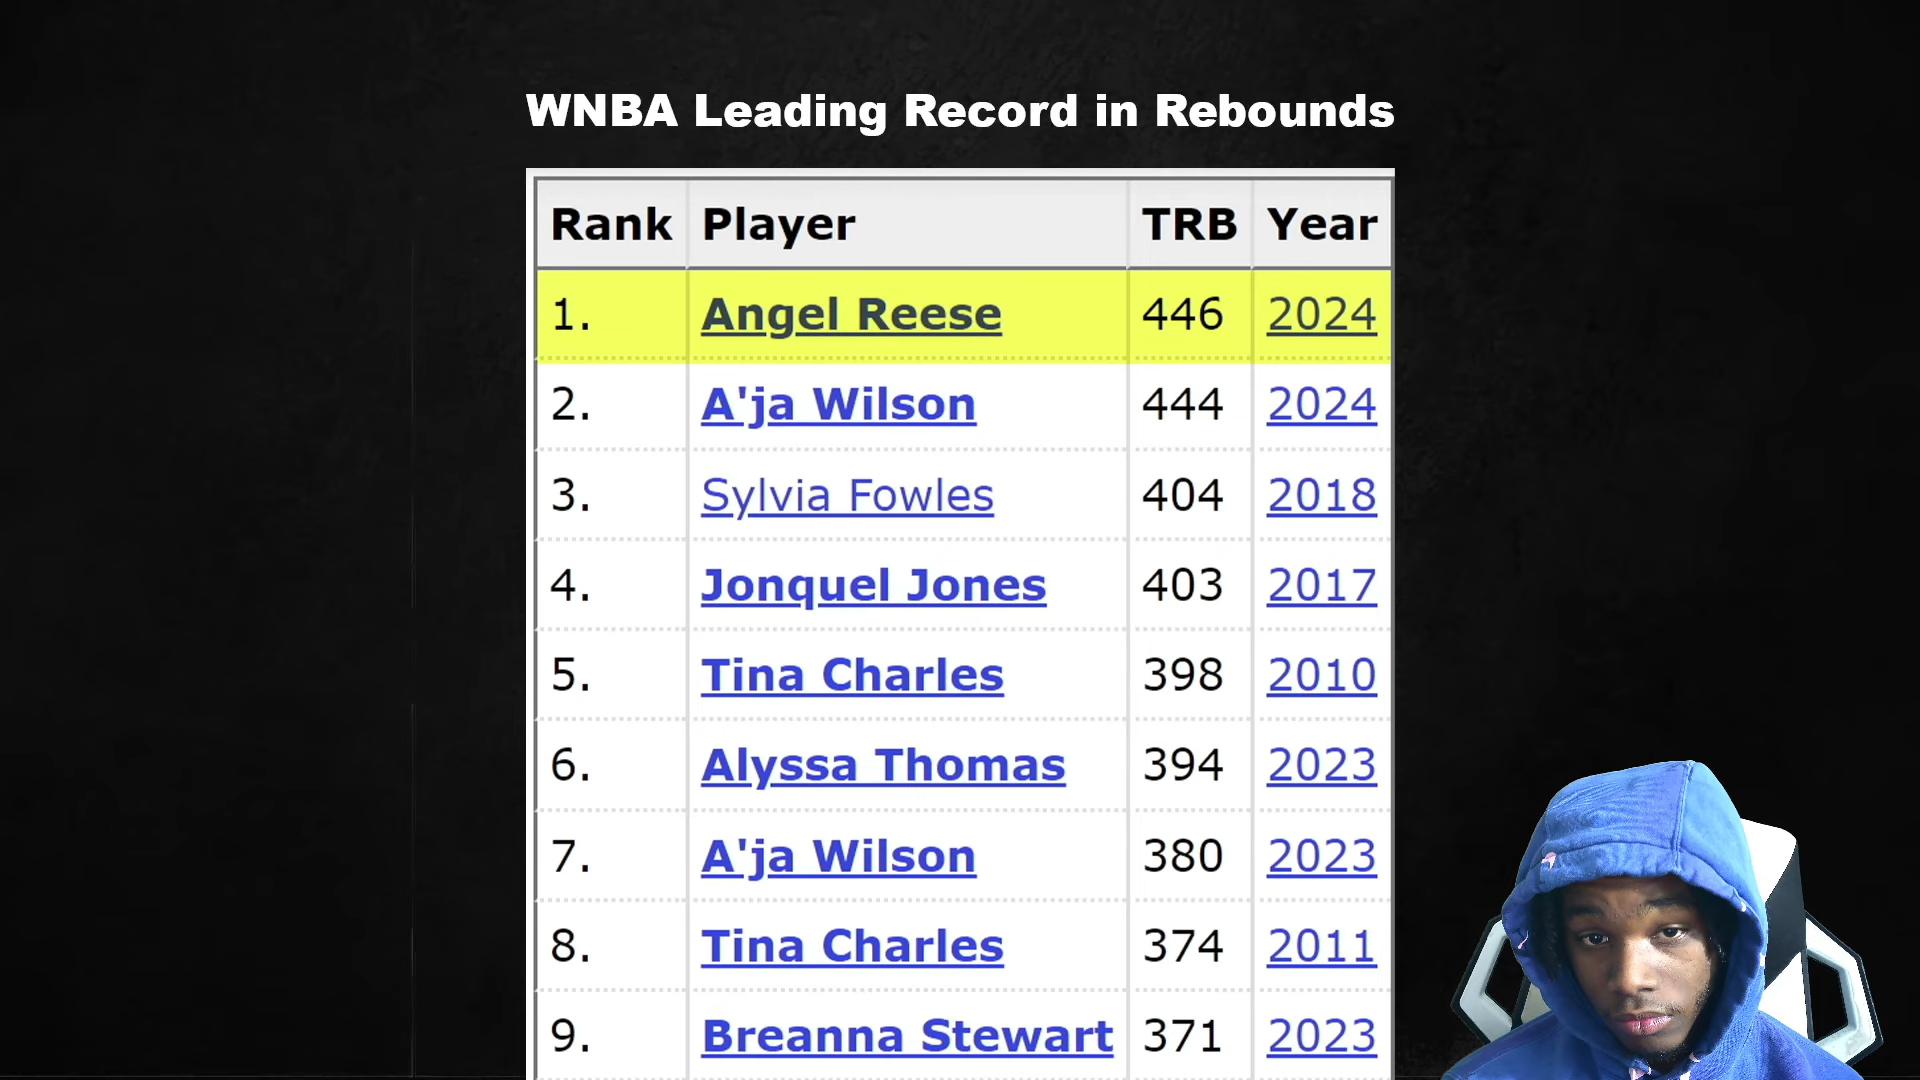 WNBA Leading Record in Rebounds
Rank Player TRB Year
1. Angel Reese 446 2024
2. A'ja Wilson 444 2024
3. Sylvia Fowles 404 2018
4. Jonquel Jones 403 2017
5. Tina Charles 398 2010
6. Alyssa Thomas 394 2023
7. A'ja Wilson 380 2023
8. Tina Charles 374 2011
9. Breanna Stewart 371 2023